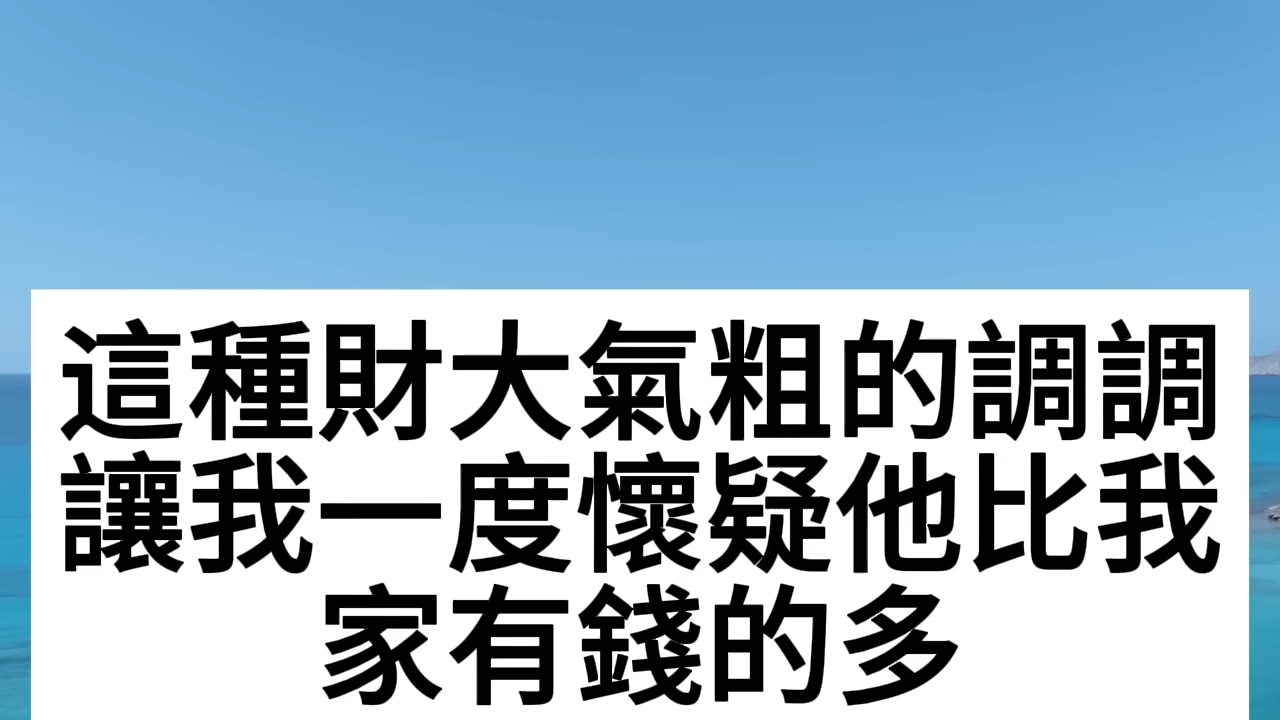 這種財大氣粗的調調
讓我一度懷疑他比我
家有錢的多